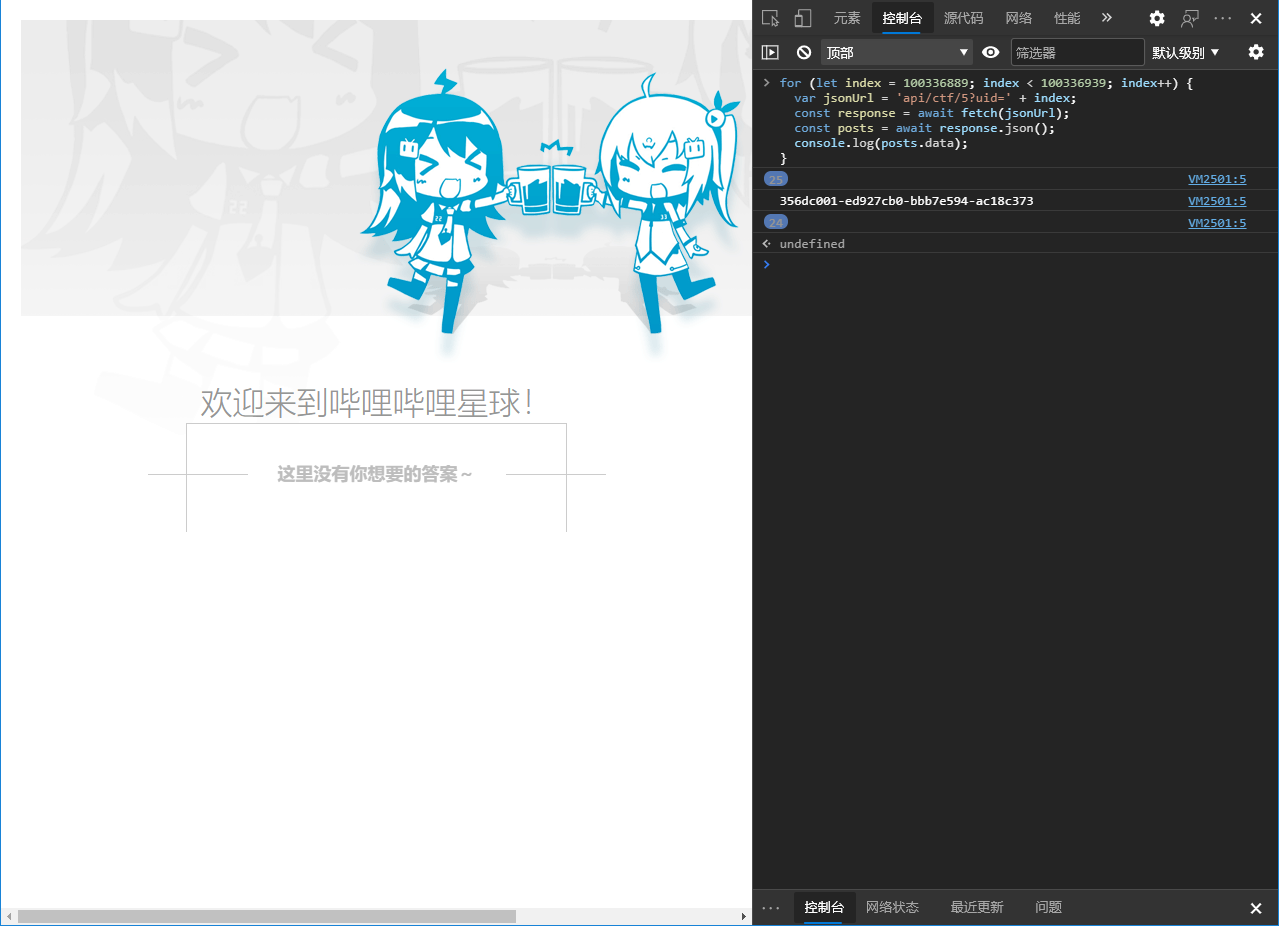 欢迎来到哔哩哔哩星球！
这里没有你想要的答案～
元素 控制台 源代码 网络 性能
顶部 筛选器 默认级别
for (let index = 100336889; index < 100336939; index++) {
  var jsonUrl = 'api/ctf/5?uid=' + index;
  const response = await fetch(jsonUrl);
  const posts = await response.json();
  console.log(posts.data);
}
25 VM2501:5
356dc001-ed927cb0-bbb7e594-ac18c373 VM2501:5
24 VM2501:5
undefined
控制台 网络状态 最近更新 问题